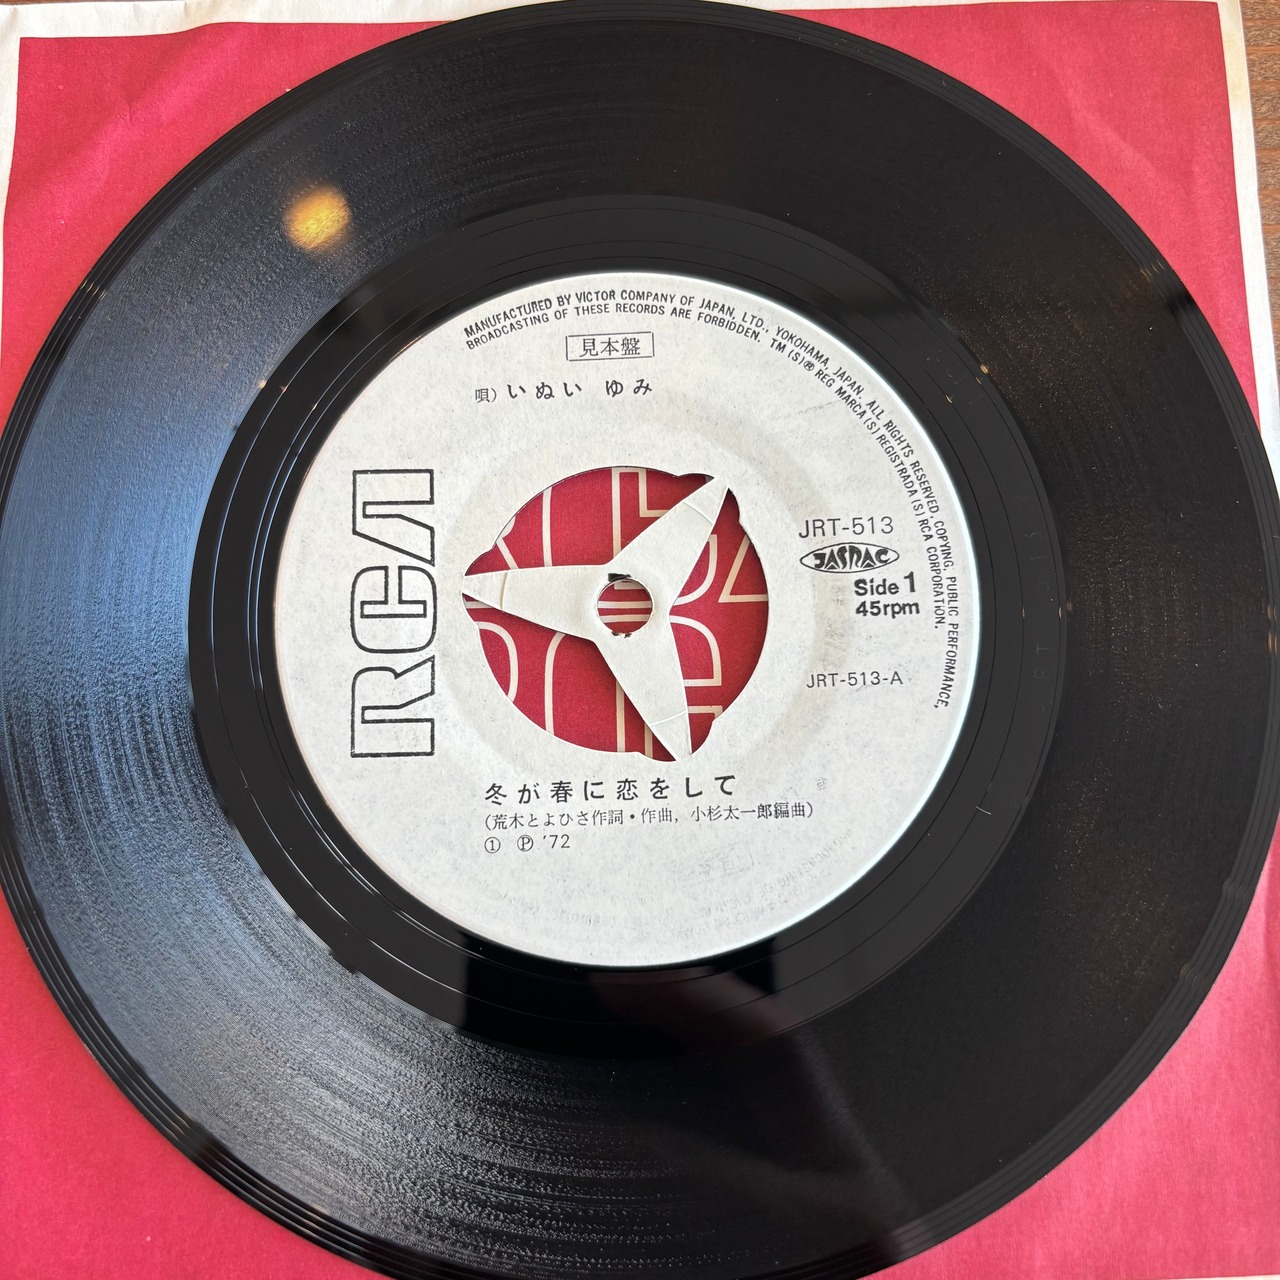 MANUFACTURED BY VICTOR COMPANY OF JAPAN, LTD., YOKOHAMA, JAPAN. ALL RIGHTS RESERVED, COPYING, PUBLIC PERFORMANCE,
BROADCASTING OF THESE RECORDS ARE FORBIDDEN. TM(S)® REG MARCA(S) REGISTRADA(S) RCA CORPORATION.
見本盤
唄) いぬい ゆみ
RCA
JRT-513
JASRAC
Side 1
45rpm
JRT-513-A
冬が春に恋をして
(荒木とよひさ作詞・作曲, 小杉太一郎編曲)
① Ⓟ '72